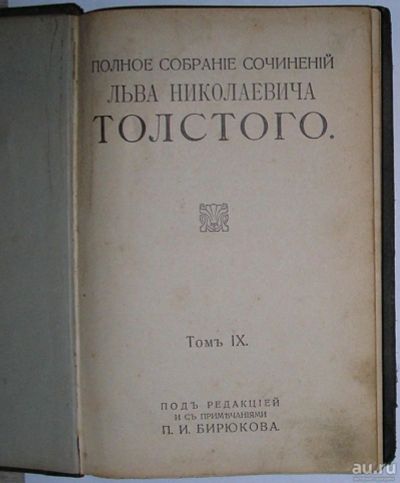 ПОЛНОЕ СОБРАНІЕ СОЧИНЕНІЙ
ЛЬВА НИКОЛАЕВИЧА
ТОЛСТОГО.
Томъ IX.
ПОДЪ РЕДАКЦІЕЙ
И СЪ ПРИМѢЧАНІЯМИ
П. И. БИРЮКОВА.
au.ru